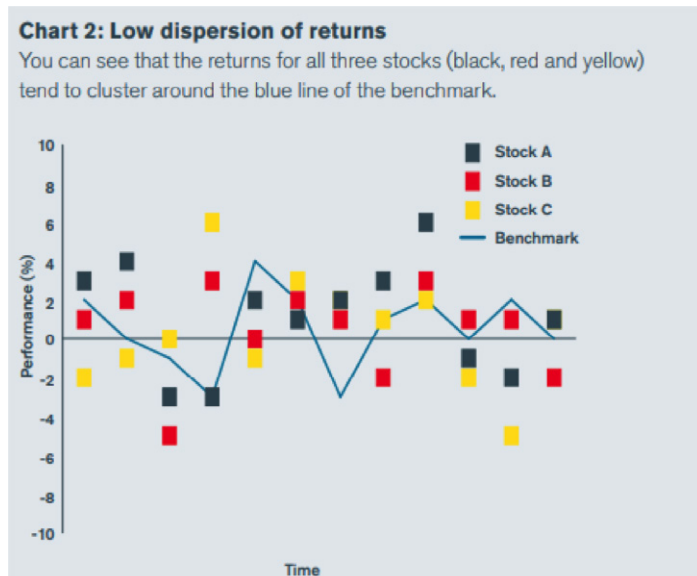 Chart 2: Low dispersion of returns
You can see that the returns for all three stocks (black, red and yellow)
tend to cluster around the blue line of the benchmark.
10
8
6
4
2
0
-2
-4
-6
-8
-10
Performance (%)
Stock A
Stock B
Stock C
Benchmark
Time